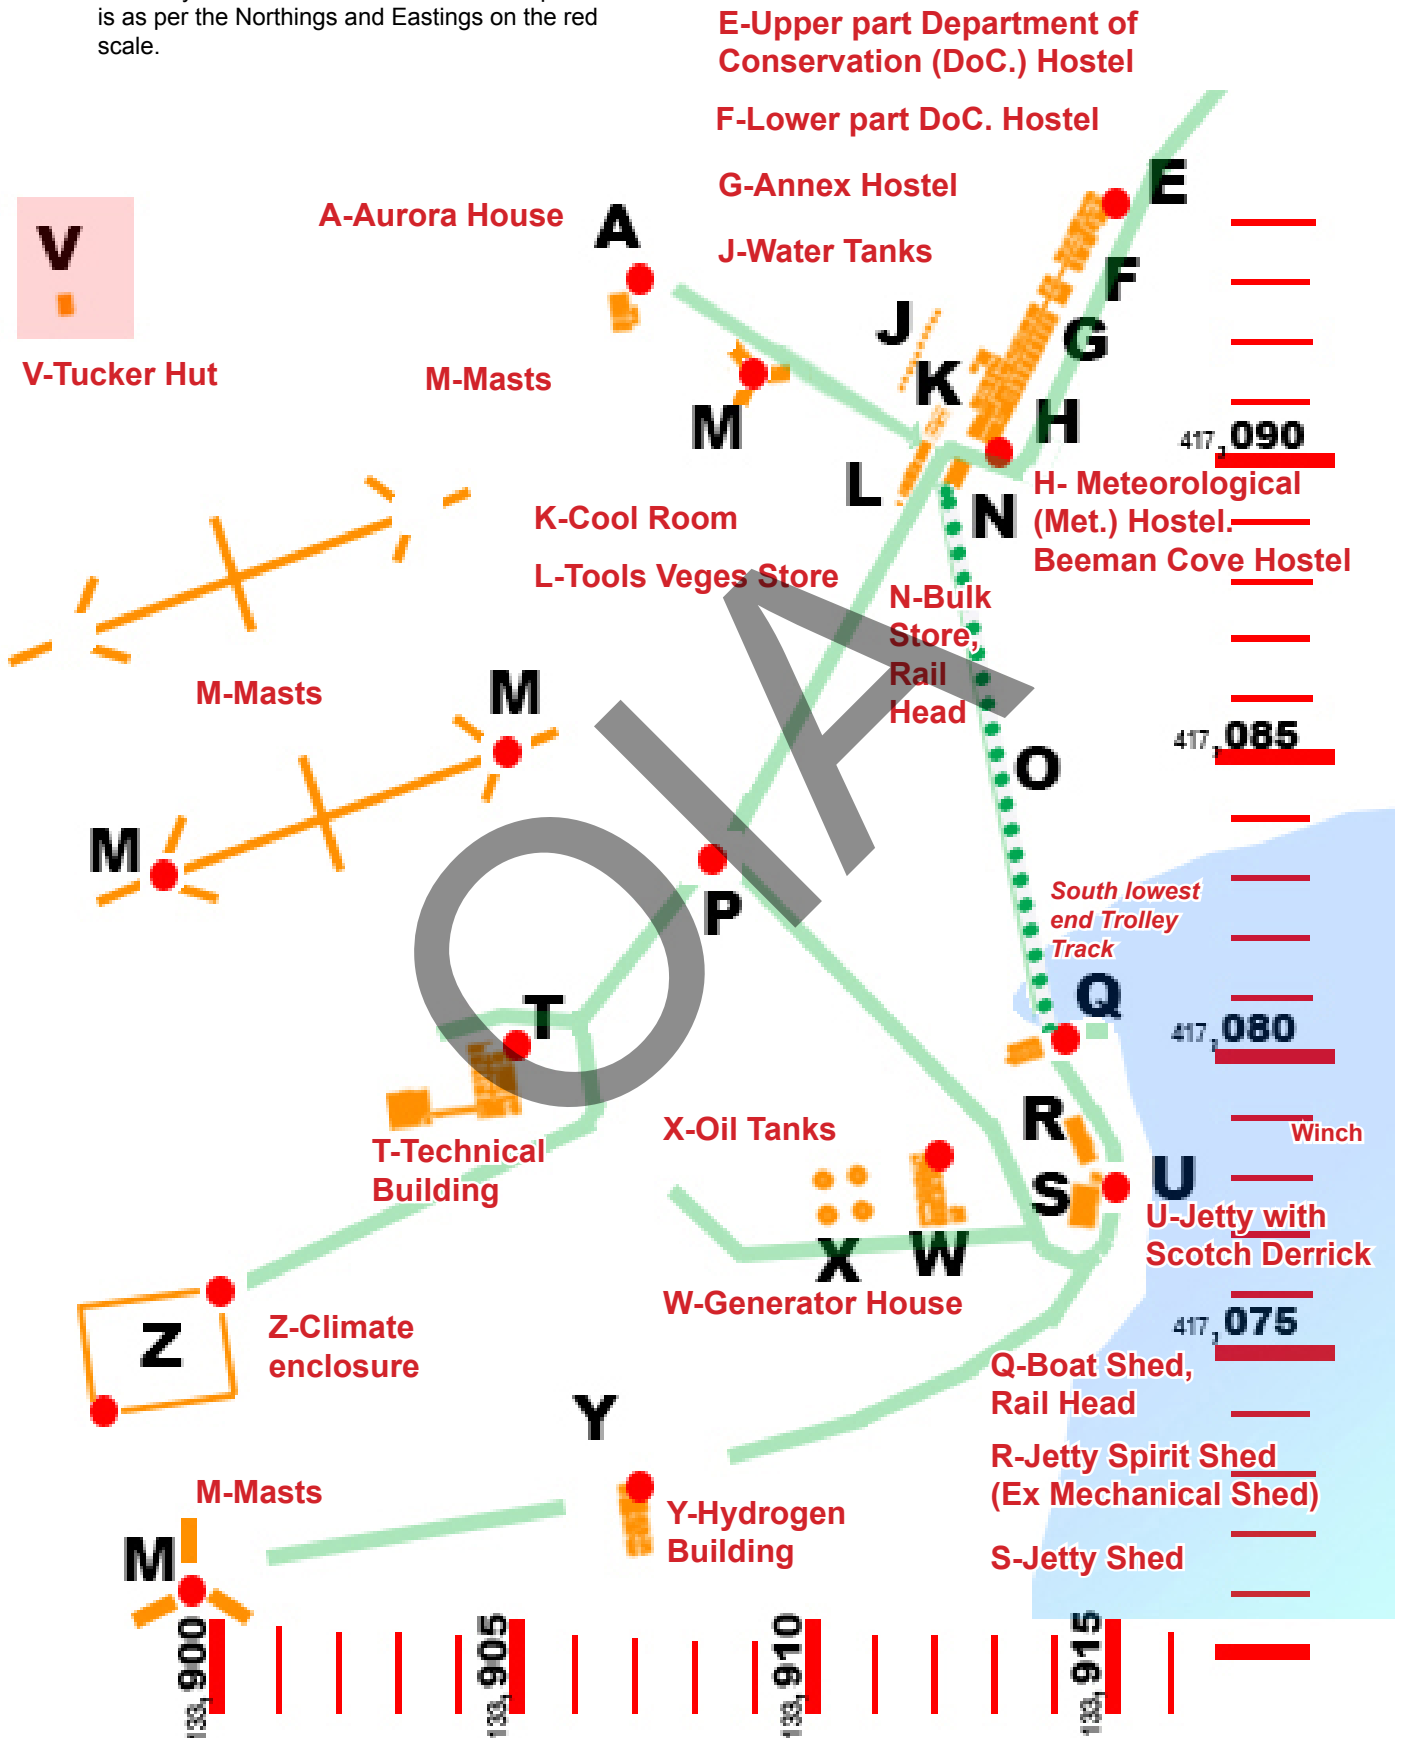 is as per the Northings and Eastings on the red
scale.
E-Upper part Department of
Conservation (DoC.) Hostel
F-Lower part DoC. Hostel
G-Annex Hostel
J-Water Tanks
A-Aurora House
A
E
F
G
H
J
K
L
N
V
V-Tucker Hut
M-Masts
M
417,090
H- Meteorological
(Met.) Hostel.
Beeman Cove Hostel
K-Cool Room
L-Tools Veges Store
N-Bulk
Store,
Rail
Head
OIA
M-Masts
M
M
O
417,085
P
South lowest
end Trolley
Track
Q
417,080
T
T-Technical
Building
X-Oil Tanks
R
Winch
S
U
U-Jetty with
Scotch Derrick
X
W
W-Generator House
Z
Z-Climate
enclosure
417,075
Q-Boat Shed,
Rail Head
R-Jetty Spirit Shed
(Ex Mechanical Shed)
S-Jetty Shed
Y
Y-Hydrogen
Building
M-Masts
M
133,900
133,905
133,910
133,915